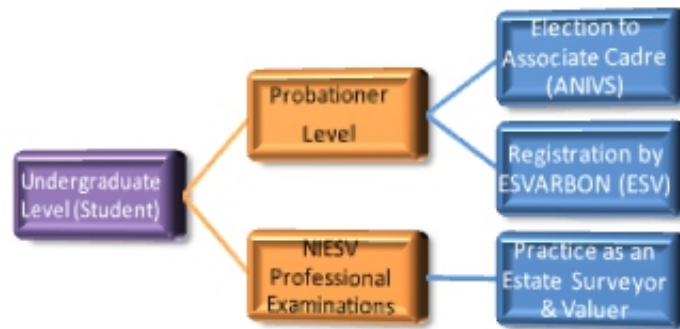 Undergraduate
Level (Student)
Probationer
Level
NIESV
Professional
Examinations
Election to
Associate Cadre
(ANIVS)
Registration by
ESVARBON (ESV)
Practice as an
Estate Surveyor
& Valuer